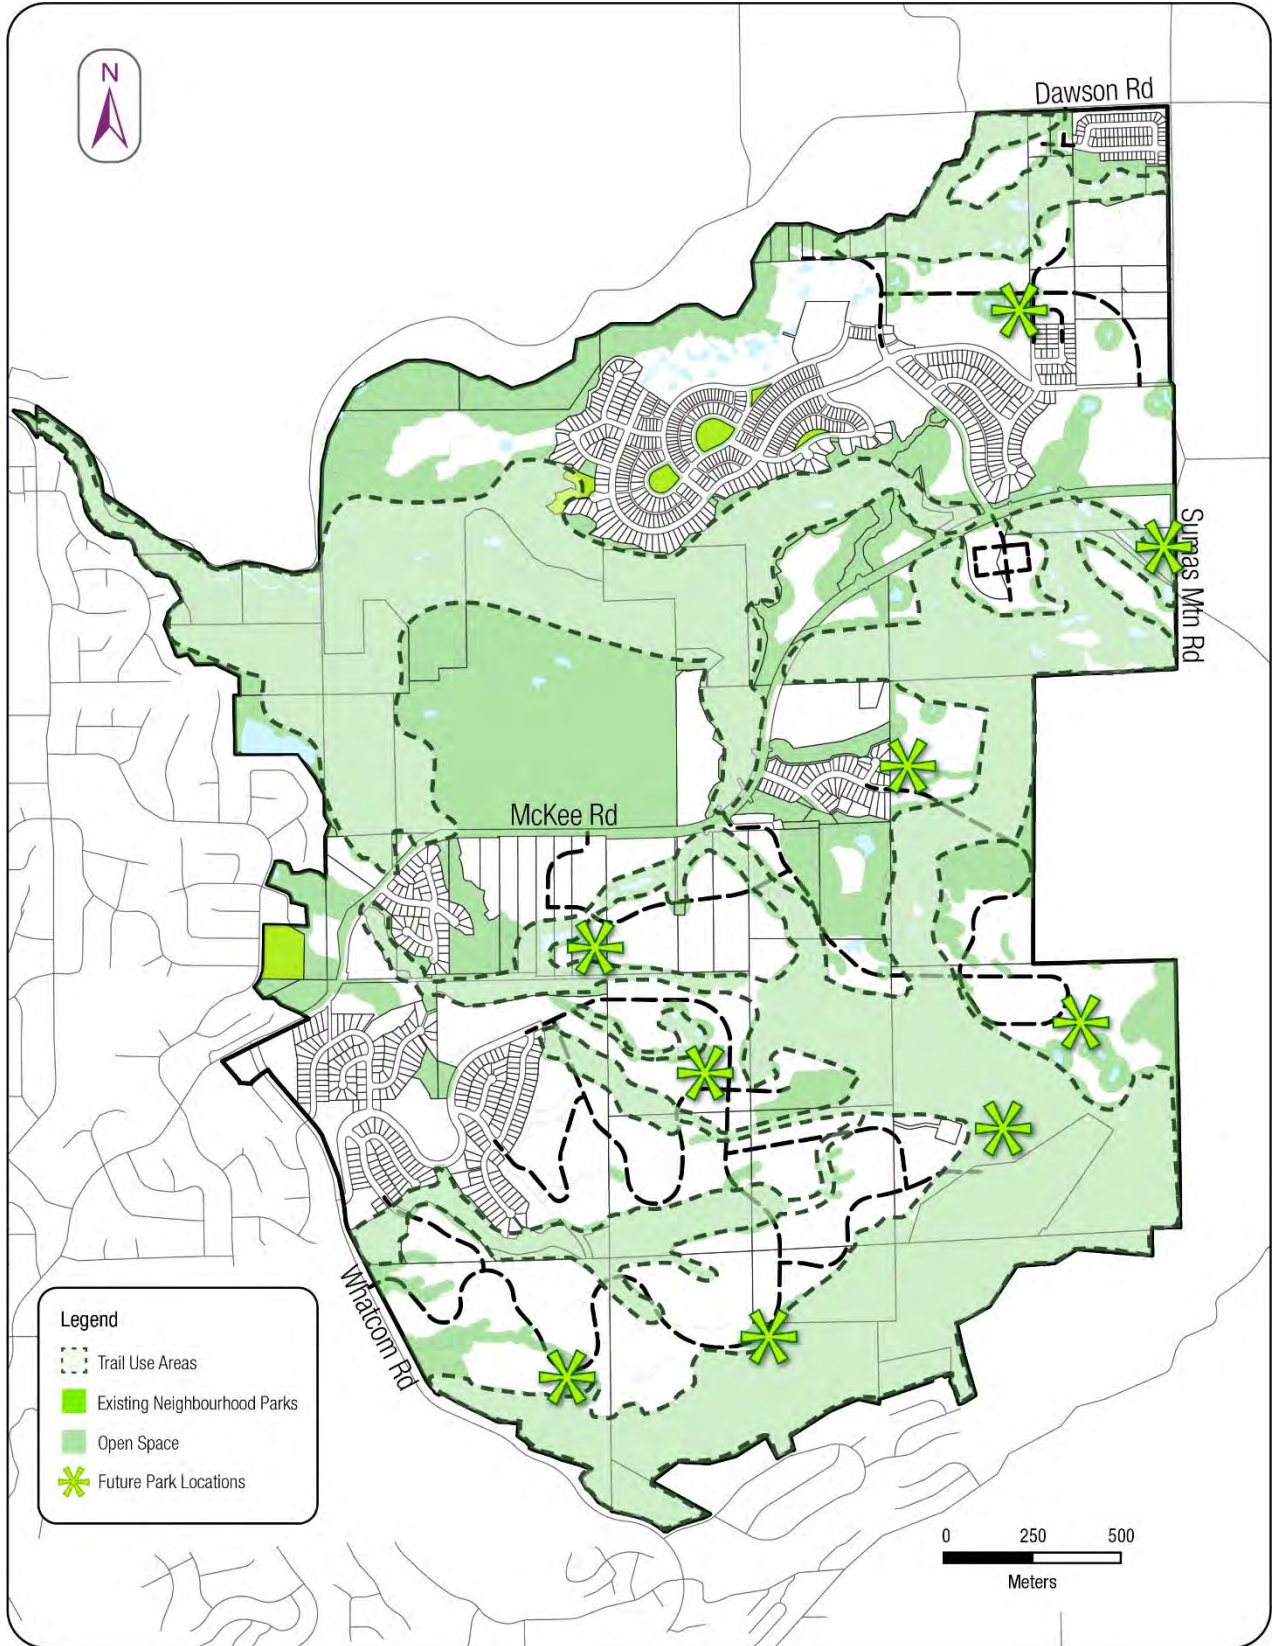 N
Dawson Rd
Sumas Mtn Rd
McKee Rd
Whatcom Rd
Legend
Trail Use Areas
Existing Neighbourhood Parks
Open Space
Future Park Locations
0 250 500
Meters